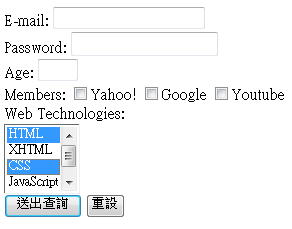 E-mail:
Password:
Age:
Members: Yahoo! Google Youtube
Web Technologies:
HTML
XHTML
CSS
JavaScript
送出查詢 重設